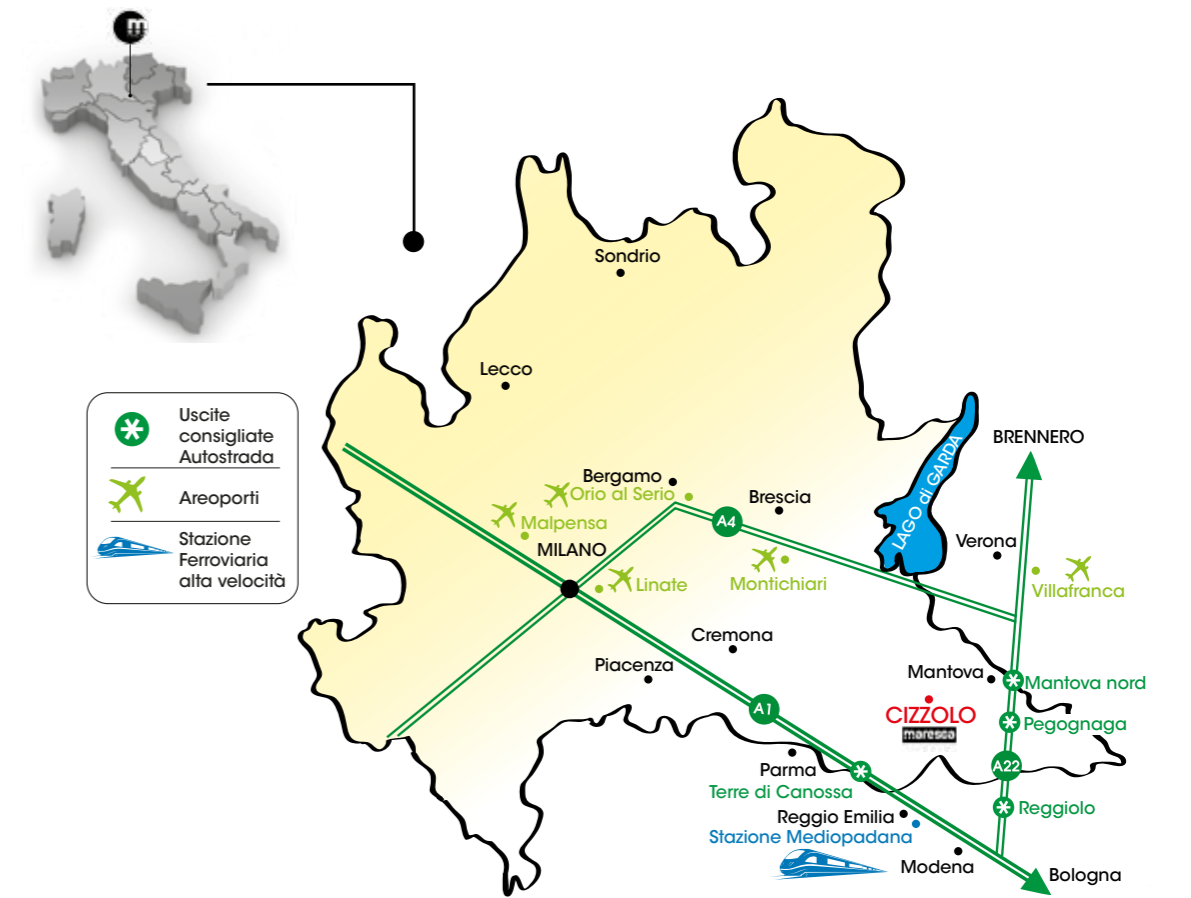 m
Sondrio
Lecco
Uscite
consigliate
Autostrada
Areoporti
Stazione
Ferroviaria
alta velocità
BRENNERO
LAGO di GARDA
Bergamo
Orio al Serio
Brescia
A4
Malpensa
MILANO
Verona
Linate
Montichiari
Villafranca
Cremona
Piacenza
Mantova
Mantova nord
A1
CIZZOLO
maresca
Pegognaga
Parma
A22
Terre di Canossa
Reggiolo
Reggio Emilia
Stazione Mediopadana
Modena
Bologna